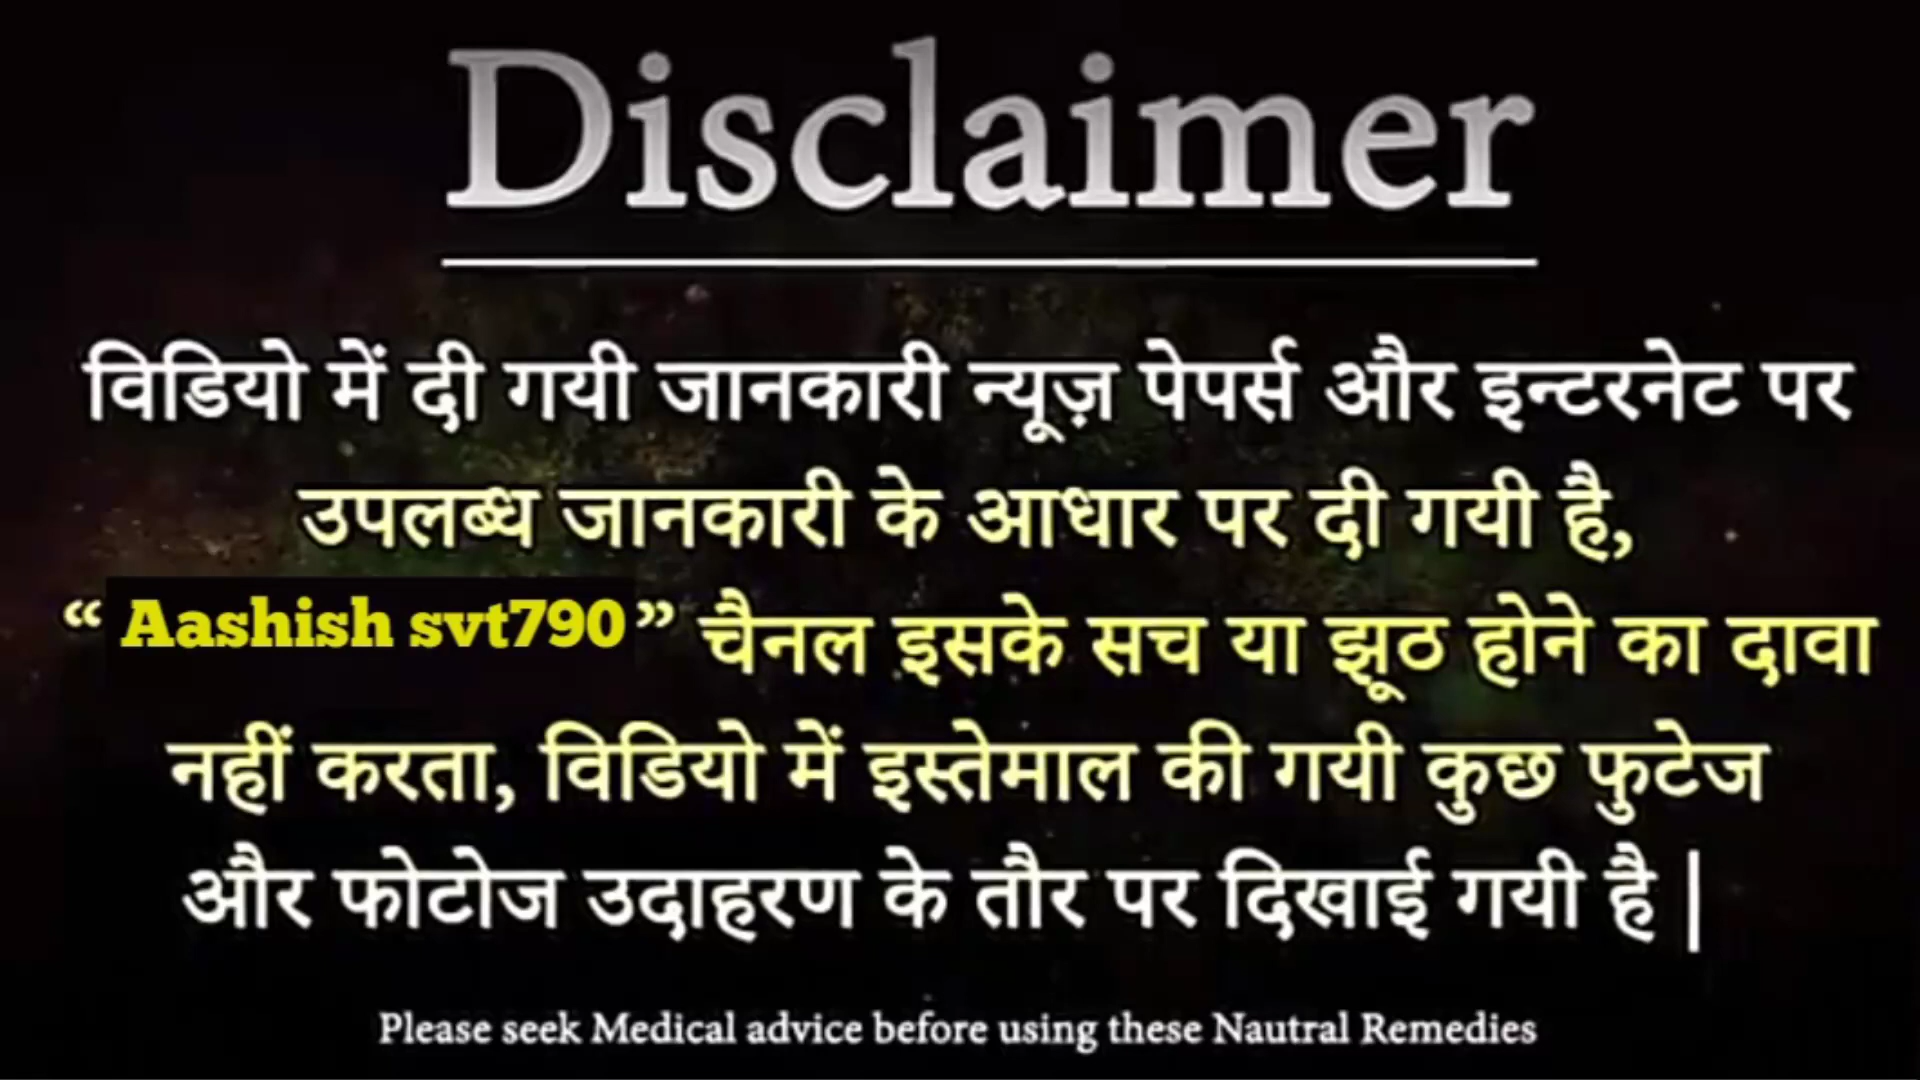 Disclaimer
विडियो में दी गयी जानकारी न्यूज़ पेपर्स और इन्टरनेट पर
उपलब्ध जानकारी के आधार पर दी गयी है,
“ Aashish svt790 ” चैनल इसके सच या झूठ होने का दावा
नहीं करता, विडियो में इस्तेमाल की गयी कुछ फुटेज
और फोटोज उदाहरण के तौर पर दिखाई गयी है |
Please seek Medical advice before using these Nautral Remedies